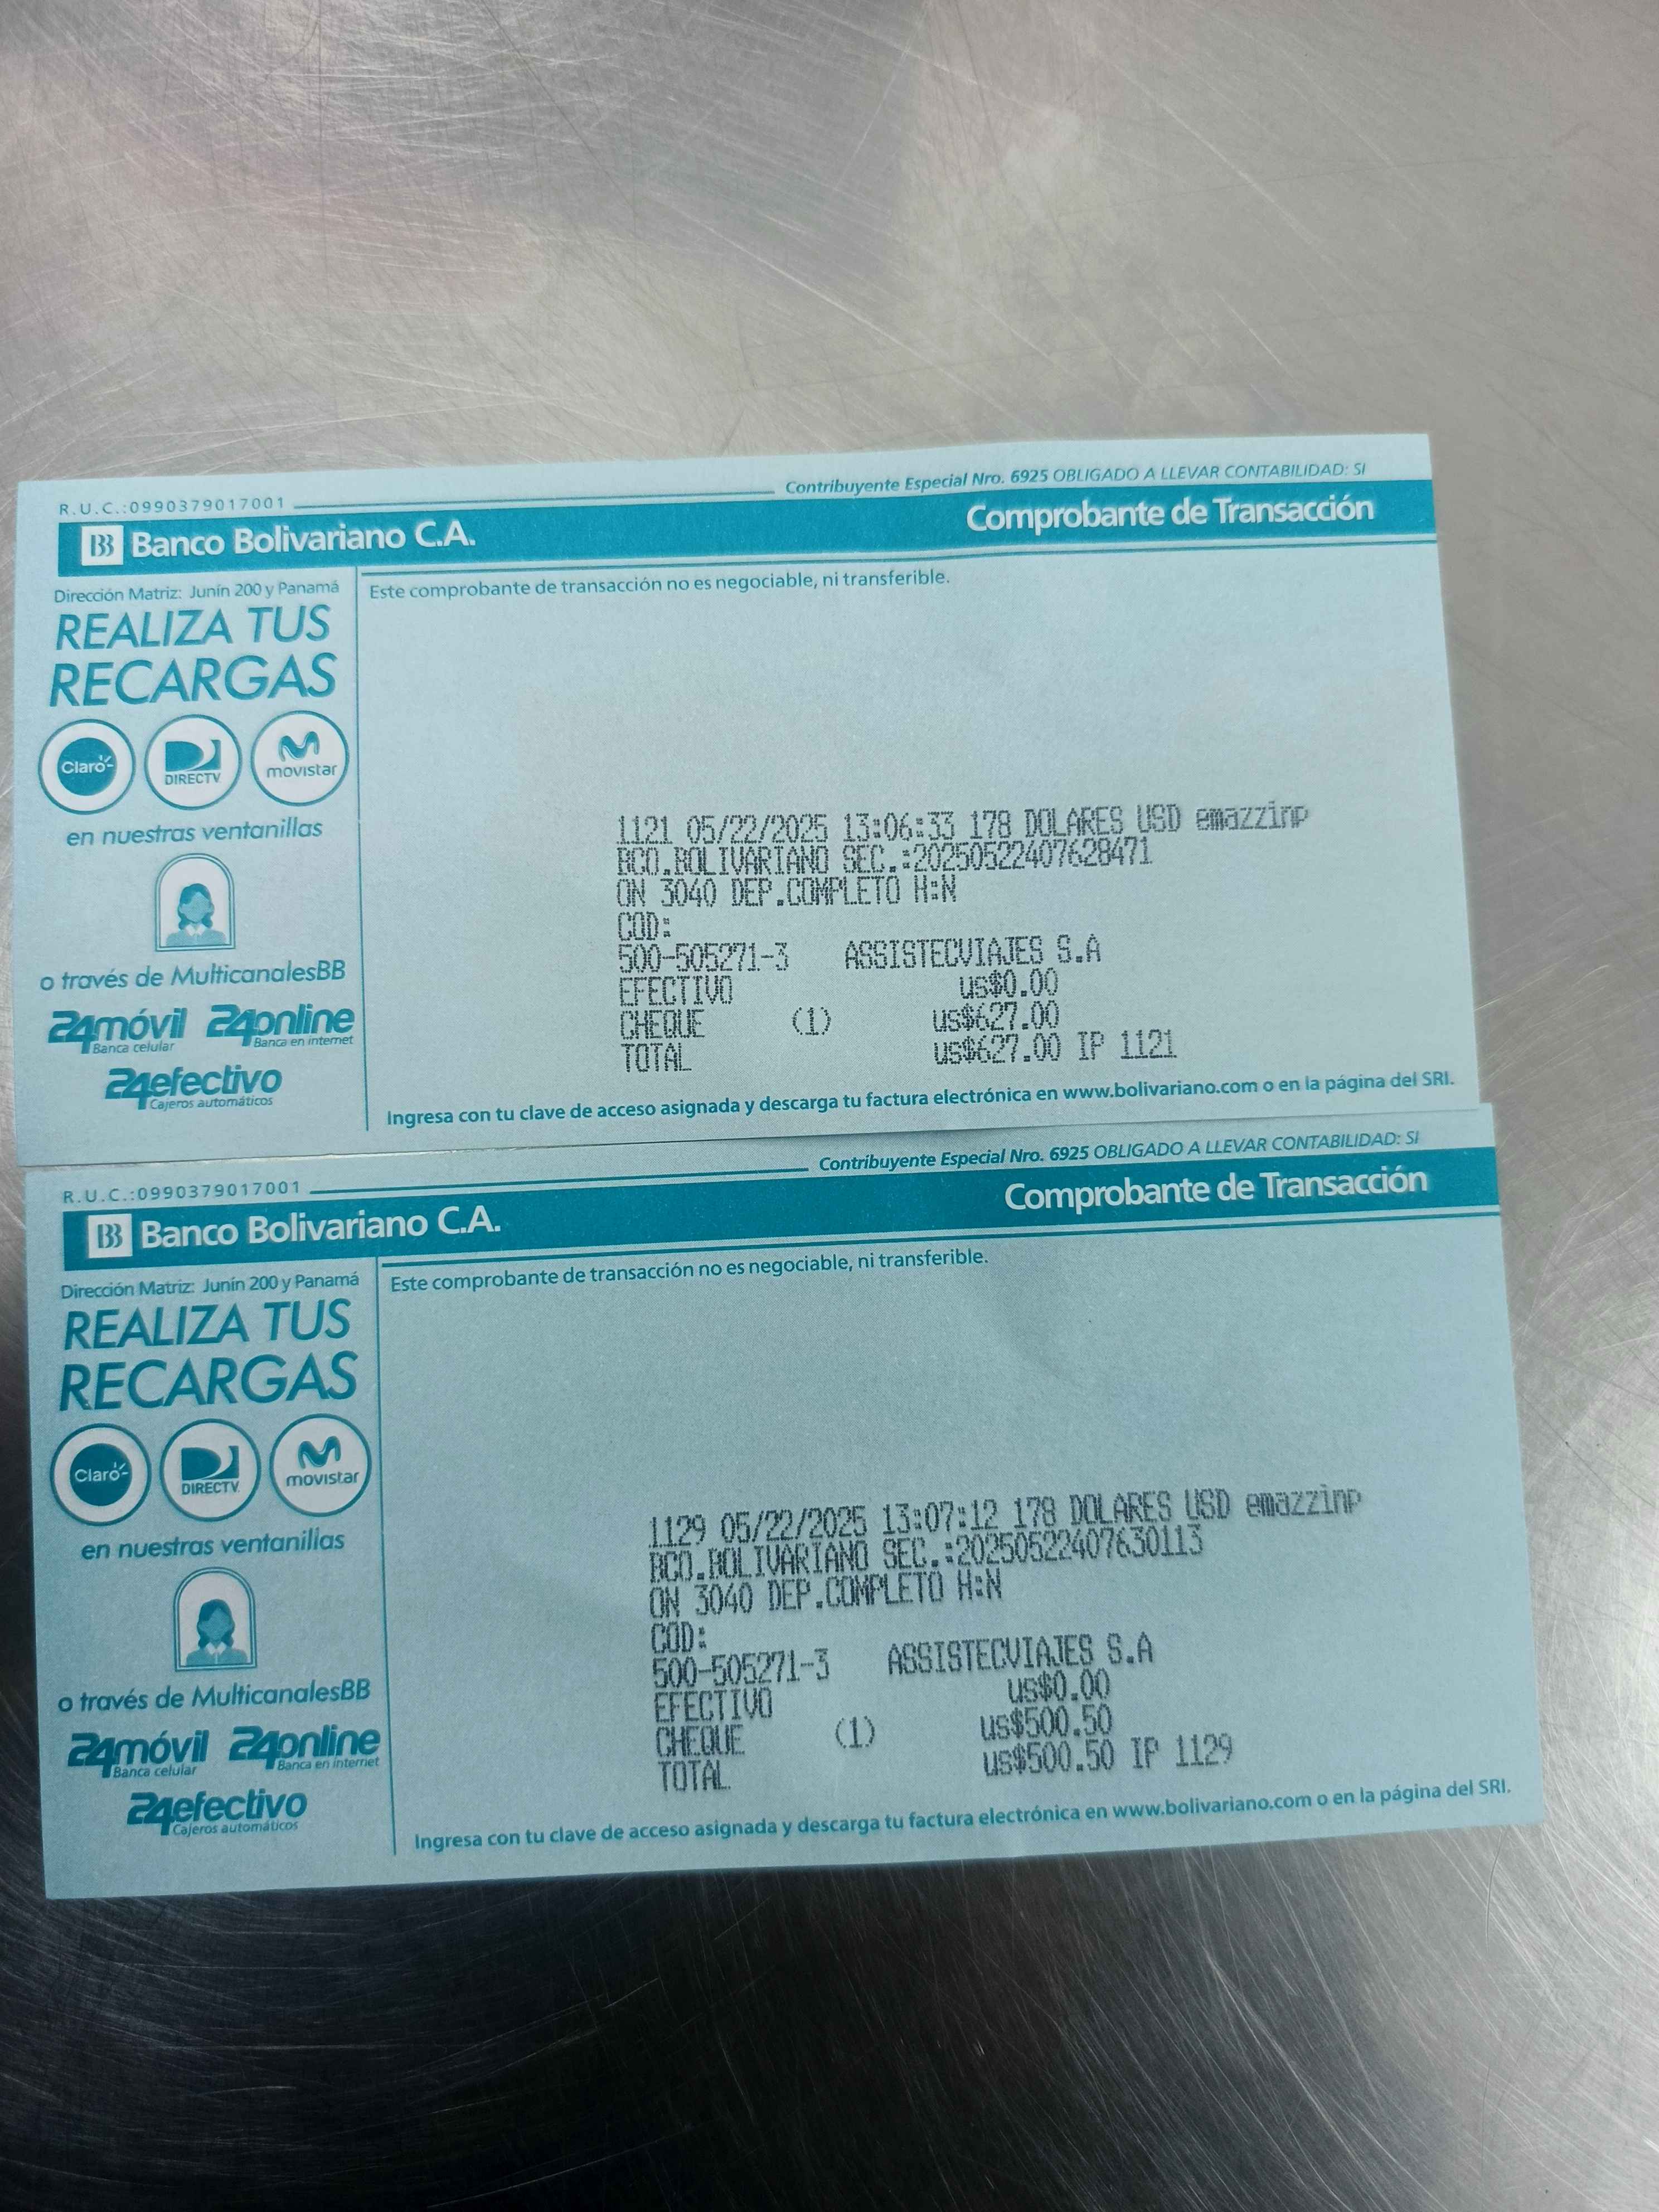 R.U.C.:0990379017001
Contribuyente Especial Nro. 6925 OBLIGADO A LLEVAR CONTABILIDAD: SI
Banco Bolivariano C.A.
Comprobante de Transacción
Dirección Matriz: Junín 200 y Panamá
Este comprobante de transacción no es negociable, ni transferible.
REALIZA TUS
RECARGAS
Claro
DIRECTV
movistar
en nuestras ventanillas
o través de MulticanalesBB
24móvil
Banca celular
24online
Banca en internet
24efectivo
Cajeros automáticos
1121 05/22/2025 13:06:33 178 DOLARES USD emazzinp
BCO.BOLIVARIANO SEC.:20250522407628471
ON 3040 DEP.COMPLETO H:N
COD:
500-505271-3 ASSISTECVIAJES S.A
EFECTIVO us$0.00
CHEQUE (1) us$627.00
TOTAL us$627.00 IP 1121
Ingresa con tu clave de acceso asignada y descarga tu factura electrónica en www.bolivariano.com o en la página del SRI.
R.U.C.:0990379017001
Contribuyente Especial Nro. 6925 OBLIGADO A LLEVAR CONTABILIDAD: SI
Banco Bolivariano C.A.
Comprobante de Transacción
Dirección Matriz: Junín 200 y Panamá
Este comprobante de transacción no es negociable, ni transferible.
REALIZA TUS
RECARGAS
Claro
DIRECTV
movistar
en nuestras ventanillas
o través de MulticanalesBB
24móvil
Banca celular
24online
Banca en internet
24efectivo
Cajeros automáticos
1129 05/22/2025 13:07:12 178 DOLARES USD emazzinp
BCO.BOLIVARIANO SEC.:20250522407630113
ON 3040 DEP.COMPLETO H:N
COD:
500-505271-3 ASSISTECVIAJES S.A
EFECTIVO us$0.00
CHEQUE (1) us$500.50
TOTAL us$500.50 IP 1129
Ingresa con tu clave de acceso asignada y descarga tu factura electrónica en www.bolivariano.com o en la página del SRI.